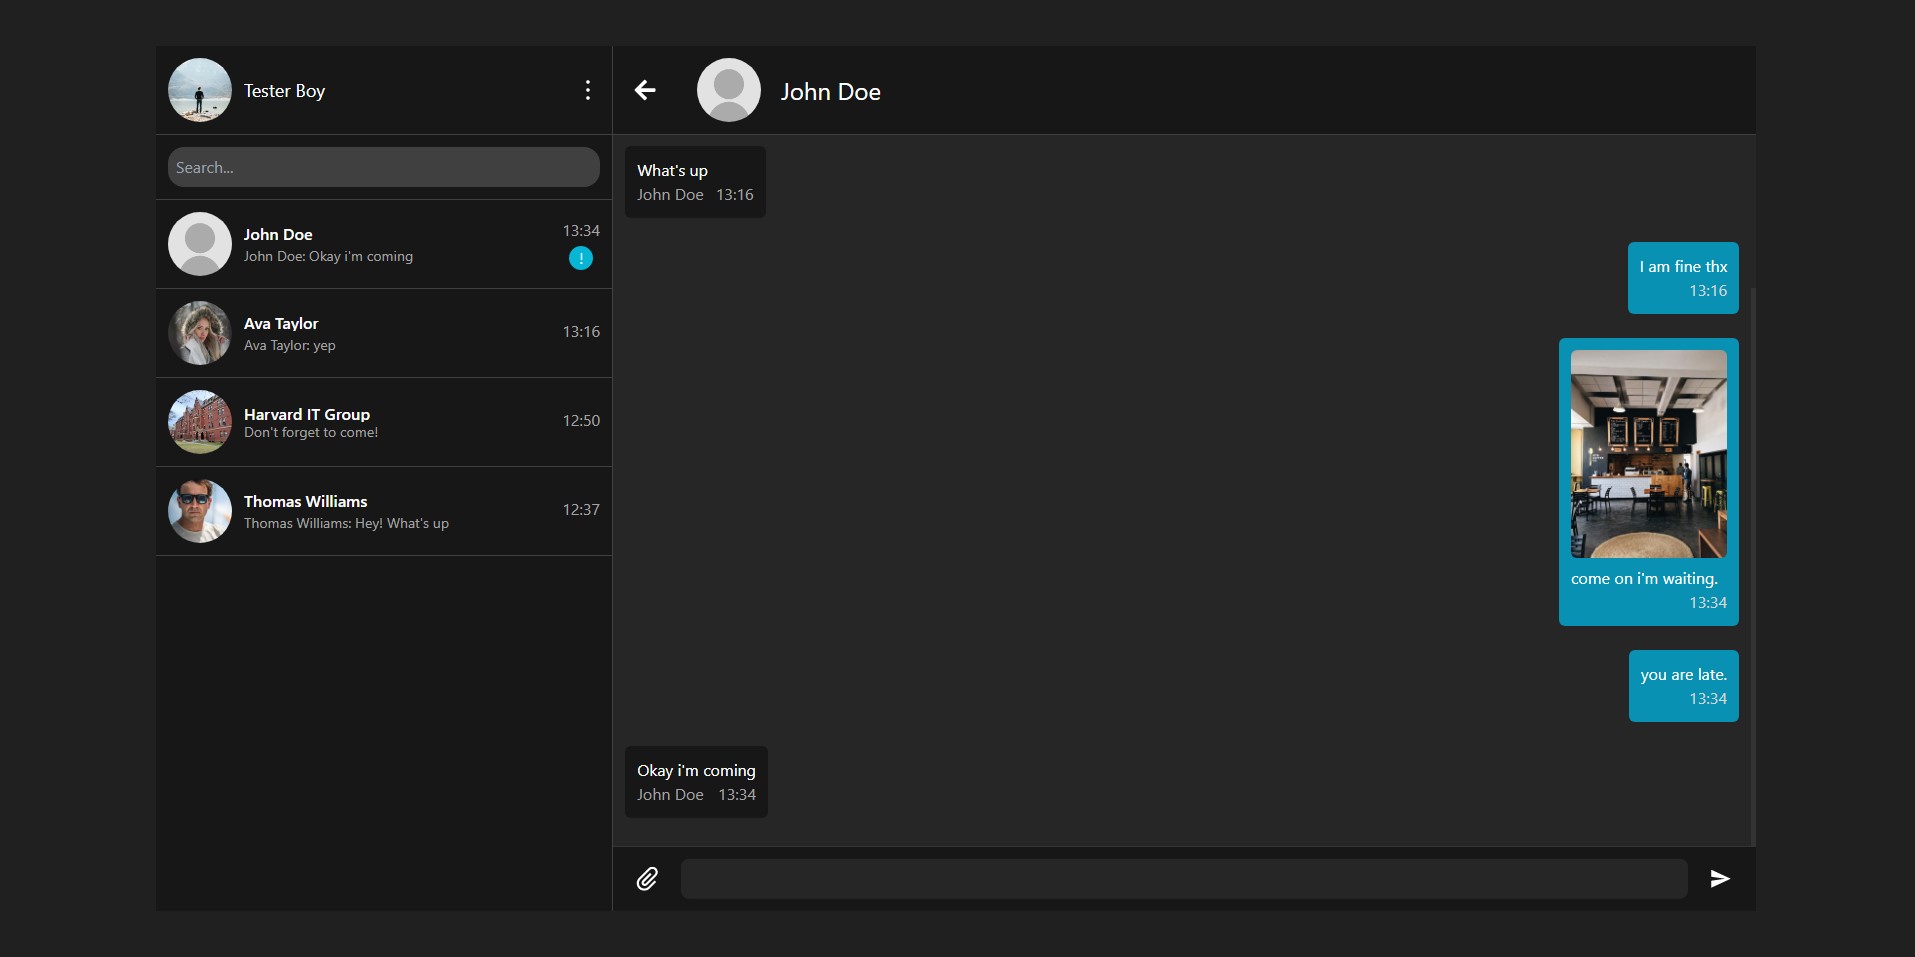 Tester Boy
Search...
John Doe
13:34
John Doe: Okay i'm coming
!
Ava Taylor
13:16
Ava Taylor: yep
Harvard IT Group
12:50
Don't forget to come!
Thomas Williams
12:37
Thomas Williams: Hey! What's up
John Doe
What's up
John Doe 13:16
I am fine thx
13:16
come on i'm waiting.
13:34
you are late.
13:34
Okay i'm coming
John Doe 13:34